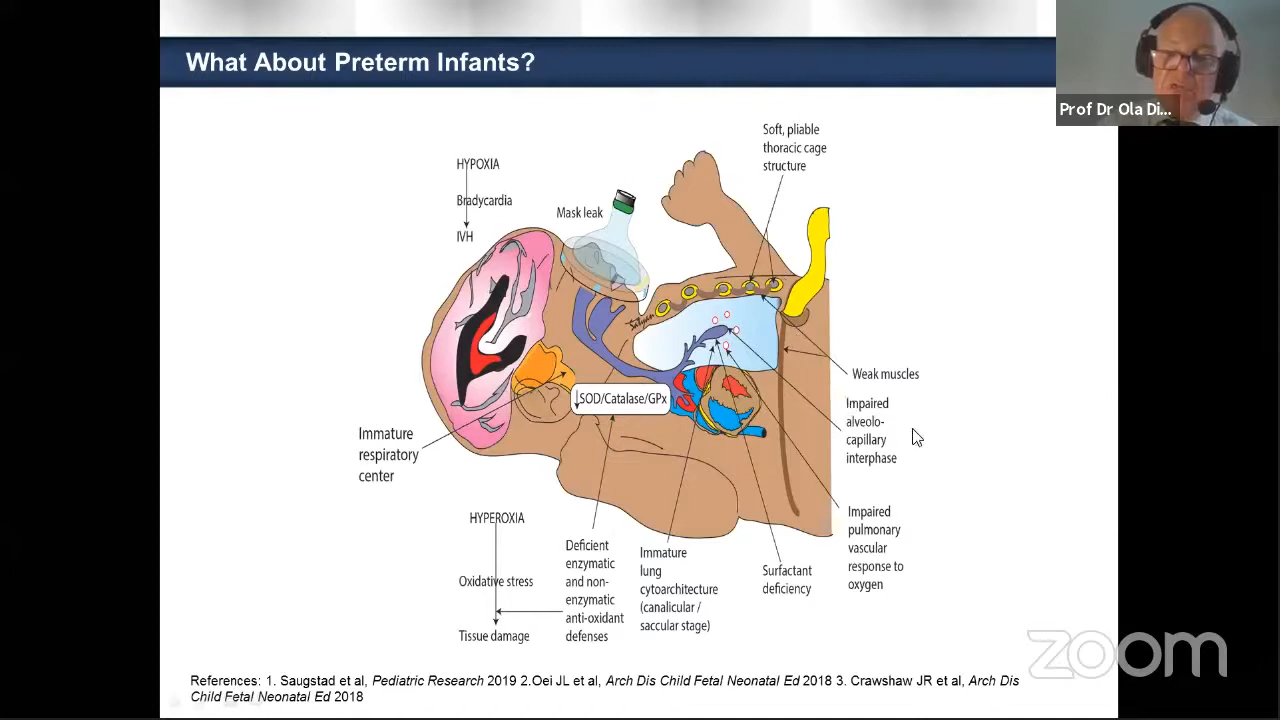 What About Preterm Infants?
Prof Dr Ola Di...
HYPOXIA
Bradycardia
IVH
Mask leak
Soft, pliable
thoracic cage
structure
Satyan
Weak muscles
Impaired
alveolo-
capillary
interphase
↓SOD/Catalase/GPx
Immature
respiratory
center
HYPEROXIA
Oxidative stress
Tissue damage
Deficient
enzymatic
and non-
enzymatic
anti-oxidant
defenses
Immature
lung
cytoarchitecture
(canalicular /
saccular stage)
Surfactant
deficiency
Impaired
pulmonary
vascular
response to
oxygen
zoom
References: 1. Saugstad et al, Pediatric Research 2019 2.Oei JL et al, Arch Dis Child Fetal Neonatal Ed 2018 3. Crawshaw JR et al, Arch Dis
Child Fetal Neonatal Ed 2018